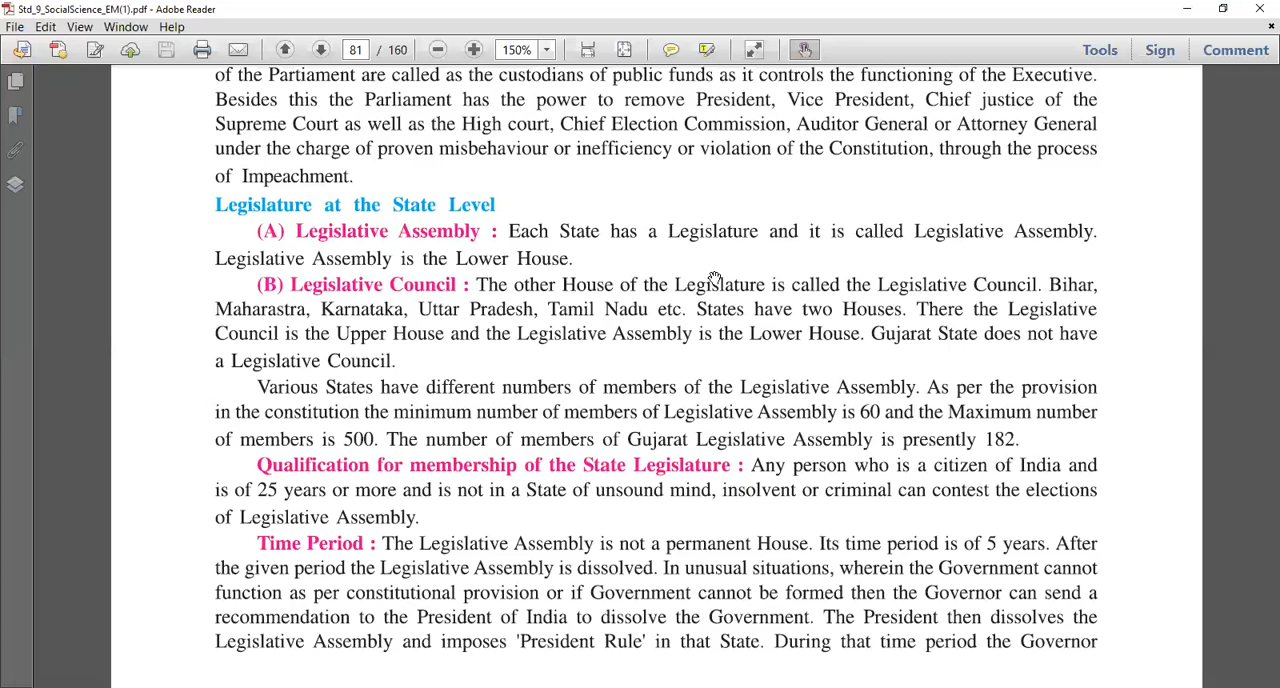 Std_9_SocialScience_EM(1).pdf - Adobe Reader
File Edit View Window Help
81 / 160 150% Tools Sign Comment
of the Partiament are called as the custodians of public funds as it controls the functioning of the Executive.
Besides this the Parliament has the power to remove President, Vice President, Chief justice of the
Supreme Court as well as the High court, Chief Election Commission, Auditor General or Attorney General
under the charge of proven misbehaviour or inefficiency or violation of the Constitution, through the process
of Impeachment.
Legislature at the State Level
(A) Legislative Assembly : Each State has a Legislature and it is called Legislative Assembly.
Legislative Assembly is the Lower House.
(B) Legislative Council : The other House of the Legislature is called the Legislative Council. Bihar,
Maharastra, Karnataka, Uttar Pradesh, Tamil Nadu etc. States have two Houses. There the Legislative
Council is the Upper House and the Legislative Assembly is the Lower House. Gujarat State does not have
a Legislative Council.
Various States have different numbers of members of the Legislative Assembly. As per the provision
in the constitution the minimum number of members of Legislative Assembly is 60 and the Maximum number
of members is 500. The number of members of Gujarat Legislative Assembly is presently 182.
Qualification for membership of the State Legislature : Any person who is a citizen of India and
is of 25 years or more and is not in a State of unsound mind, insolvent or criminal can contest the elections
of Legislative Assembly.
Time Period : The Legislative Assembly is not a permanent House. Its time period is of 5 years. After
the given period the Legislative Assembly is dissolved. In unusual situations, wherein the Government cannot
function as per constitutional provision or if Government cannot be formed then the Governor can send a
recommendation to the President of India to dissolve the Government. The President then dissolves the
Legislative Assembly and imposes 'President Rule' in that State. During that time period the Governor